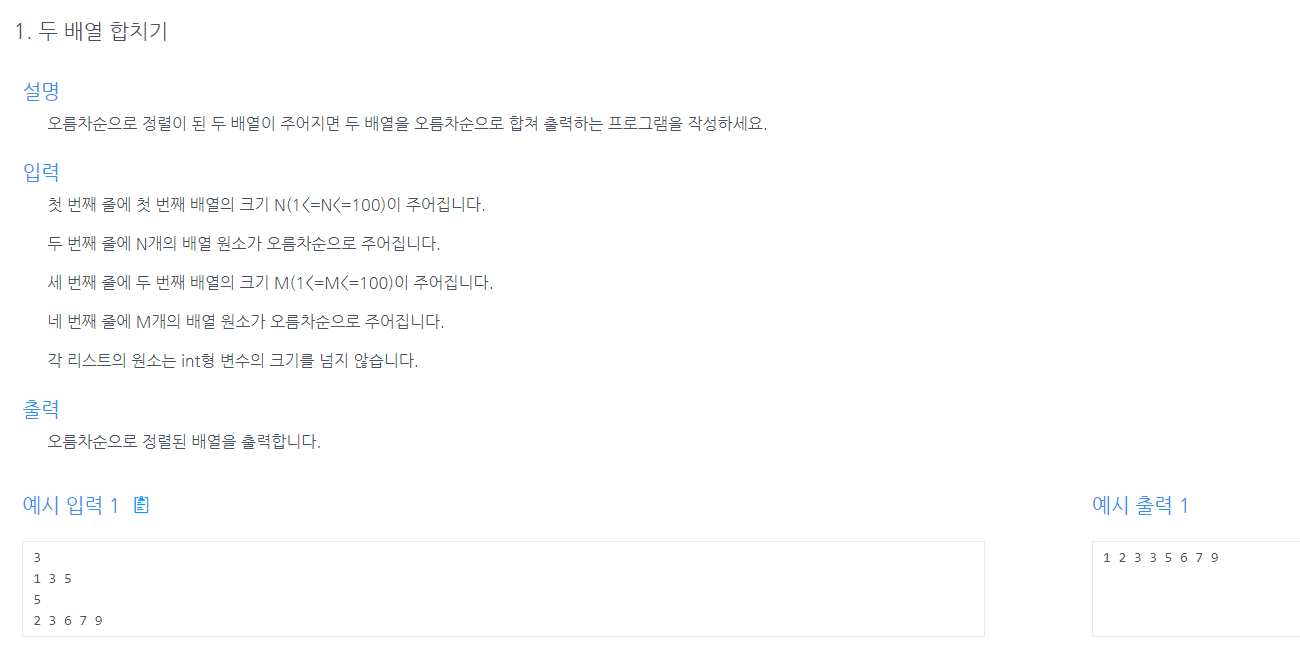 1. 두 배열 합치기
설명
오름차순으로 정렬이 된 두 배열이 주어지면 두 배열을 오름차순으로 합쳐 출력하는 프로그램을 작성하세요.
입력
첫 번째 줄에 첫 번째 배열의 크기 N(1<=N<=100)이 주어집니다.
두 번째 줄에 N개의 배열 원소가 오름차순으로 주어집니다.
세 번째 줄에 두 번째 배열의 크기 M(1<=M<=100)이 주어집니다.
네 번째 줄에 M개의 배열 원소가 오름차순으로 주어집니다.
각 리스트의 원소는 int형 변수의 크기를 넘지 않습니다.
출력
오름차순으로 정렬된 배열을 출력합니다.
예시 입력 1
3
1 3 5
5
2 3 6 7 9
예시 출력 1
1 2 3 3 5 6 7 9